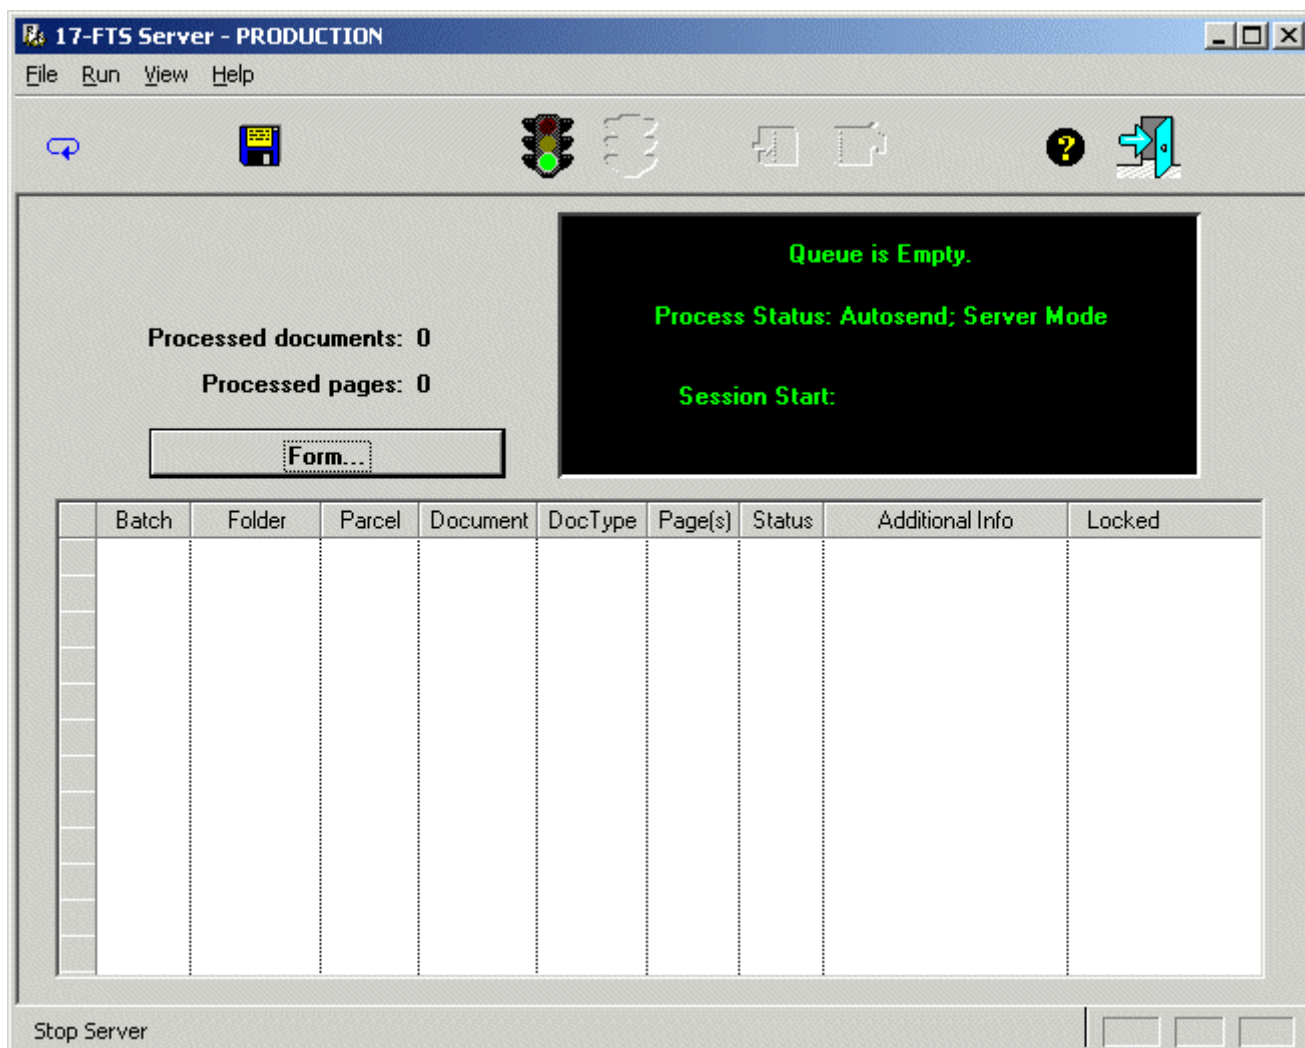 17-FTS Server - PRODUCTION
File Run View Help
Queue is Empty.
Process Status: Autosend; Server Mode
Processed documents: 0
Processed pages: 0
Session Start:
Form...
Batch Folder Parcel Document DocType Page(s) Status Additional Info Locked
Stop Server